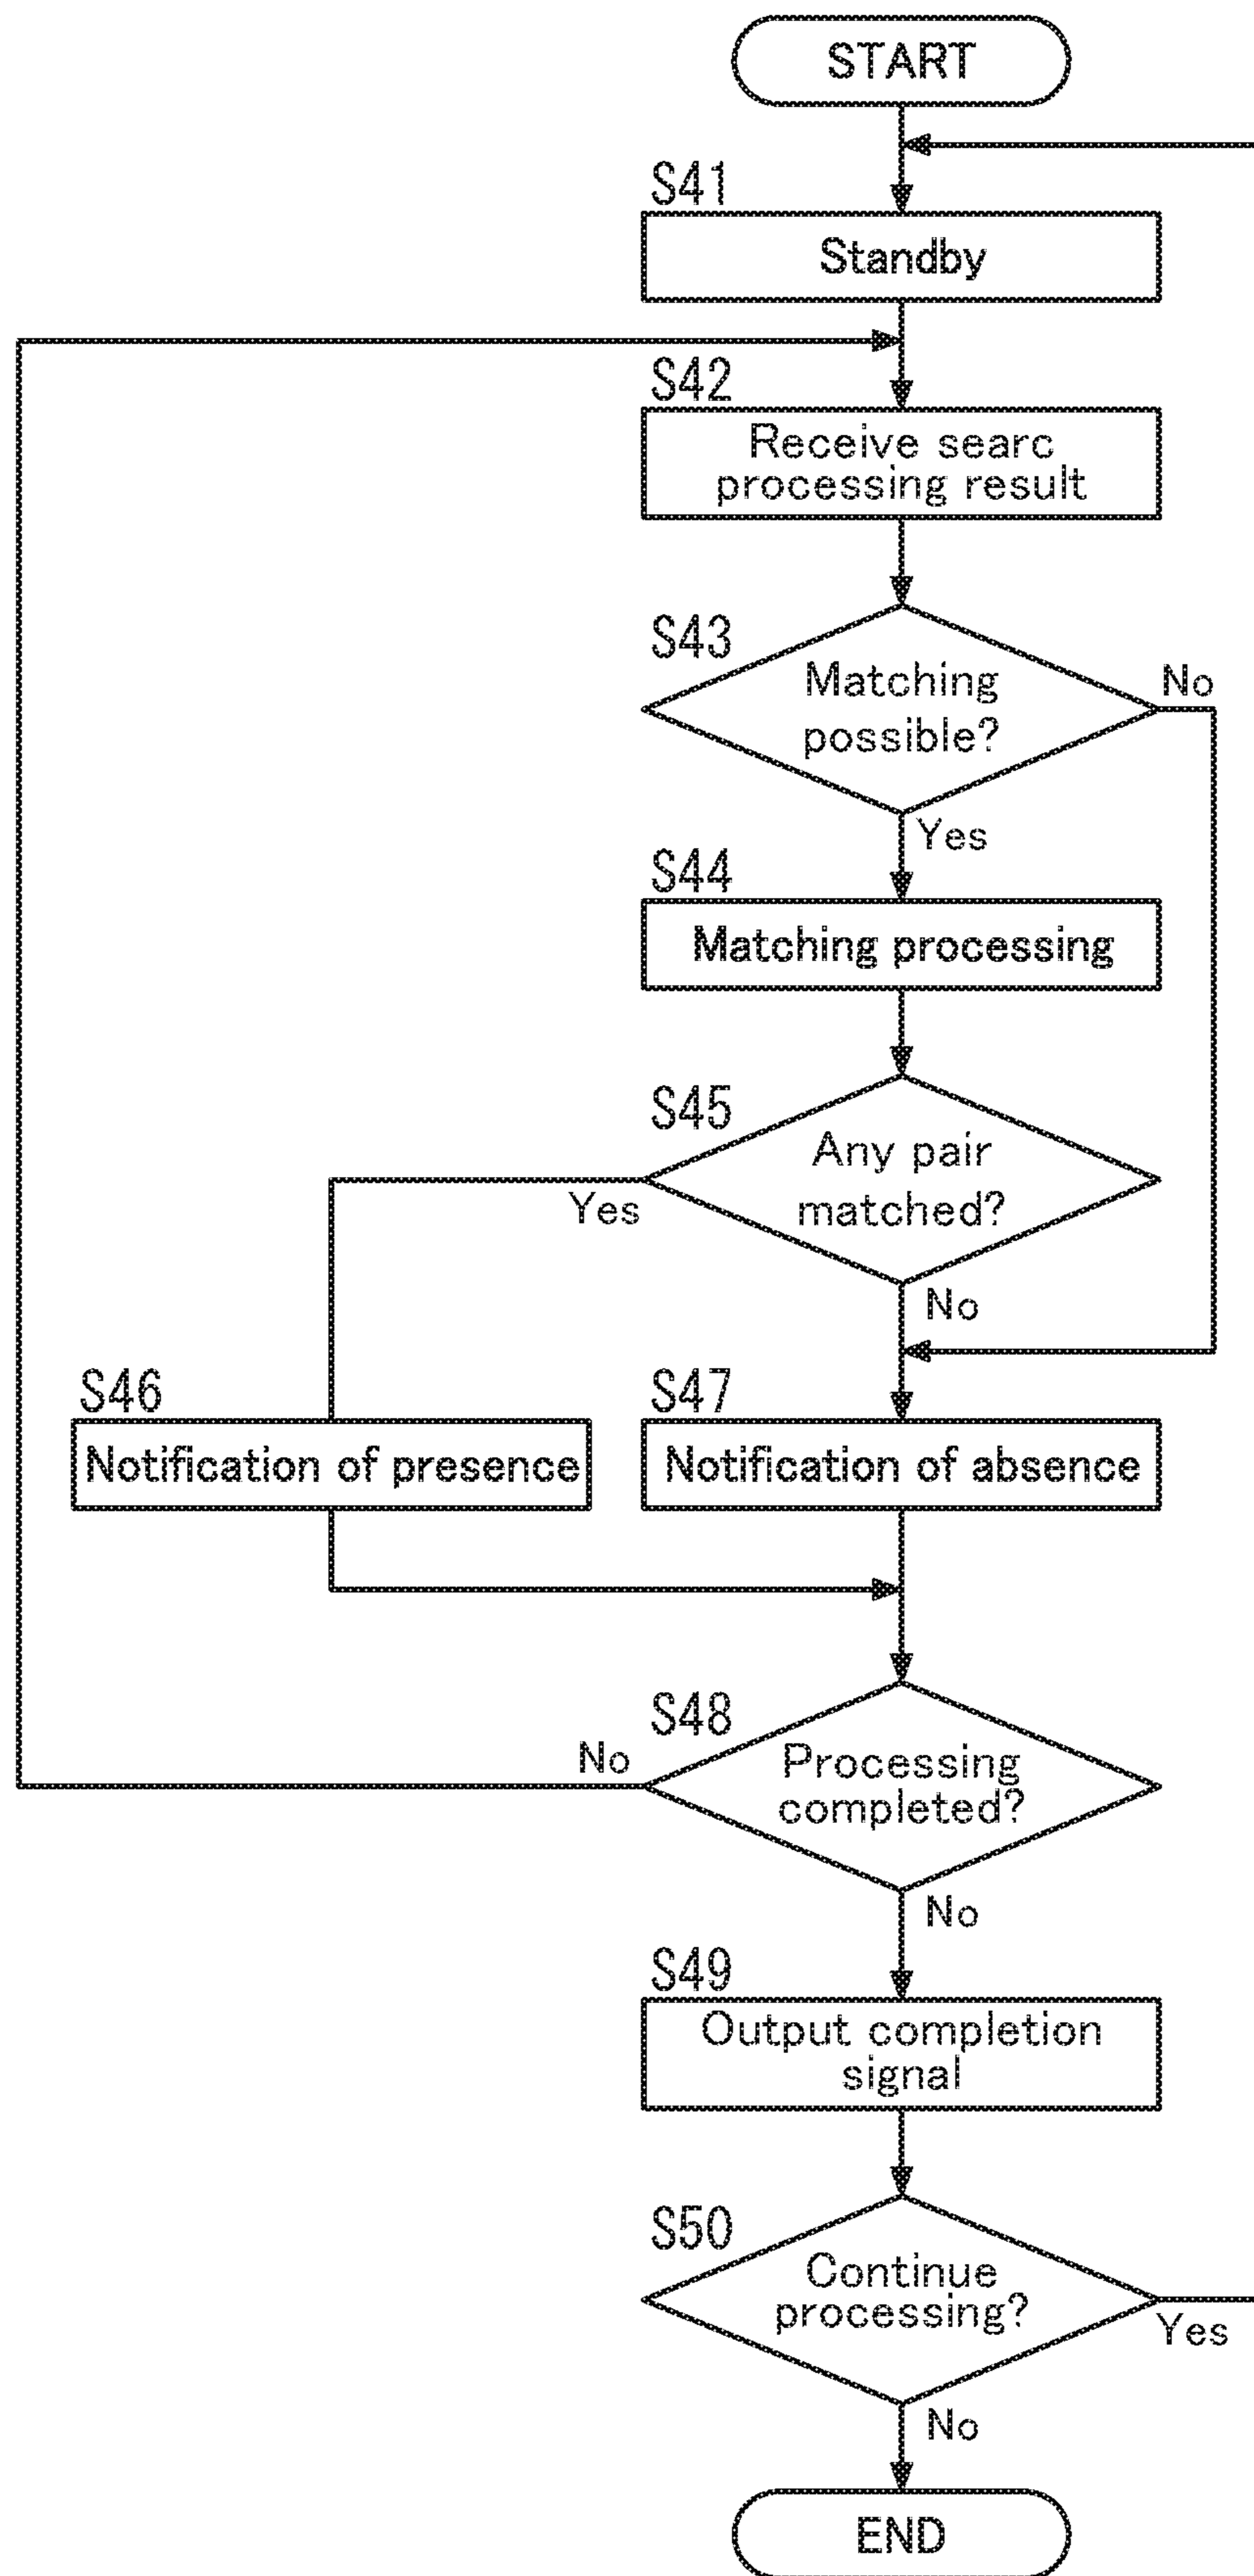 START
S41
Standby
S42
Receive searc
processing result
S43
Matching
possible?
No
Yes
S44
Matching processing
S45
Any pair
matched?
Yes
No
S46
Notification of presence
S47
Notification of absence
S48
Processing
completed?
No
No
S49
Output completion
signal
S50
Continue
processing?
Yes
No
END